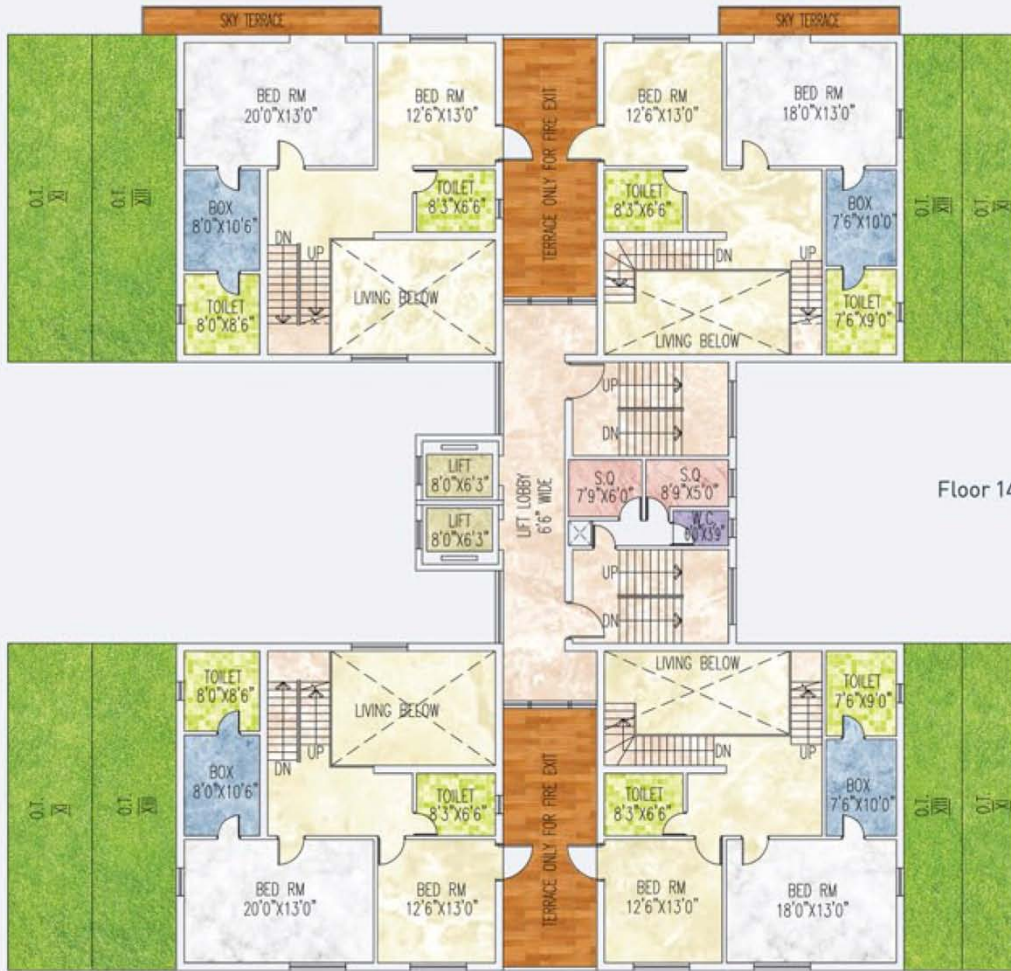 SKY TERRACE
SKY TERRACE
BED RM
20'0"X13'0"
BED RM
12'6"X13'0"
TERRACE ONLY FOR FIRE EXIT
BED RM
12'6"X13'0"
BED RM
18'0"X13'0"
O.T.
IX
O.T.
BOX
8'0"X10'6"
TOILET
8'3"X6'6"
TOILET
8'3"X6'6"
BOX
7'6"X10'0"
O.T.
XIII
O.T.
XI
DN
UP
DN
UP
TOILET
8'0"X8'6"
LIVING BELOW
LIVING BELOW
TOILET
7'6"X9'0"
UP
DN
LIFT
8'0"X6'3"
LIFT
8'0"X6'3"
LIFT LOBBY
6'6" WIDE
S.Q
7'9"X6'0"
S.Q
8'9"X5'0"
W.C.
Floor 14
UP
DN
TOILET
8'0"X8'6"
LIVING BELOW
LIVING BELOW
TOILET
7'6"X9'0"
UP
DN
DN
UP
O.T.
IX
O.T.
BOX
8'0"X10'6"
TOILET
8'3"X6'6"
TOILET
8'3"X6'6"
BOX
7'6"X10'0"
O.T.
XIII
O.T.
XI
BED RM
20'0"X13'0"
BED RM
12'6"X13'0"
TERRACE ONLY FOR FIRE EXIT
BED RM
12'6"X13'0"
BED RM
18'0"X13'0"